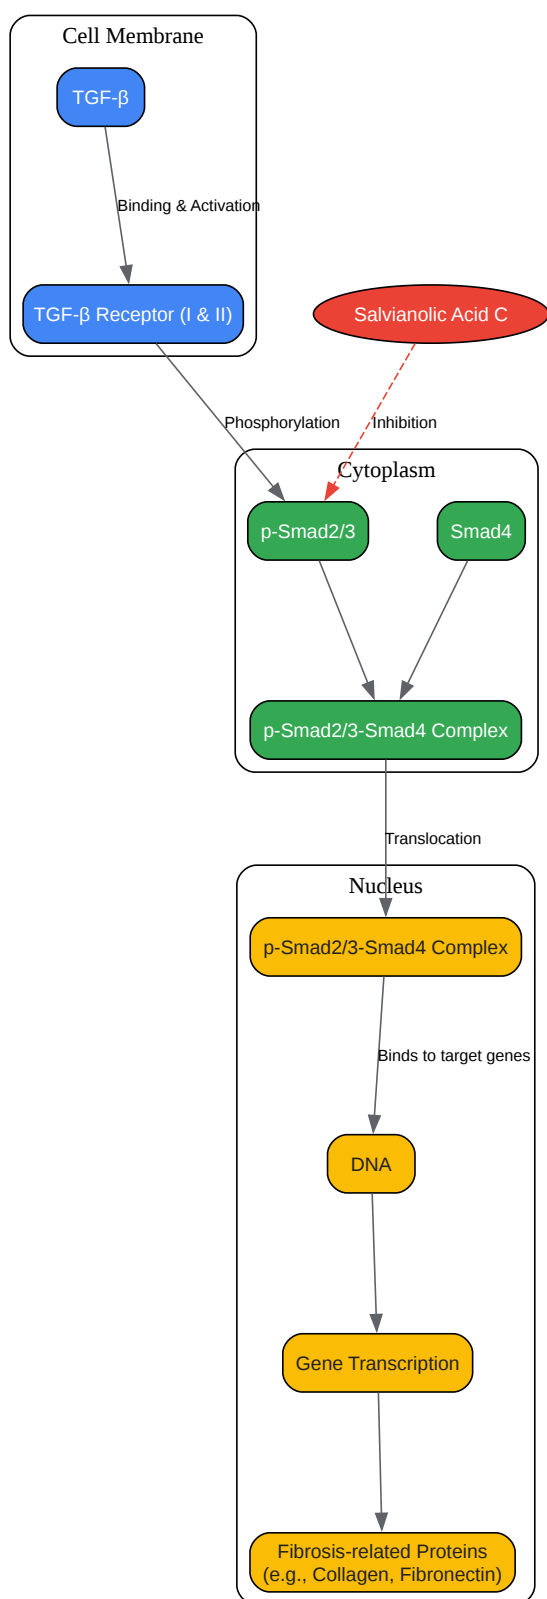 Cell Membrane
TGF-β
Binding & Activation
TGF-β Receptor (I & II)
Salvianolic Acid C
Phosphorylation
Inhibition
Cytoplasm
p-Smad2/3
Smad4
p-Smad2/3-Smad4 Complex
Translocation
Nucleus
p-Smad2/3-Smad4 Complex
Binds to target genes
DNA
Gene Transcription
Fibrosis-related Proteins
(e.g., Collagen, Fibronectin)